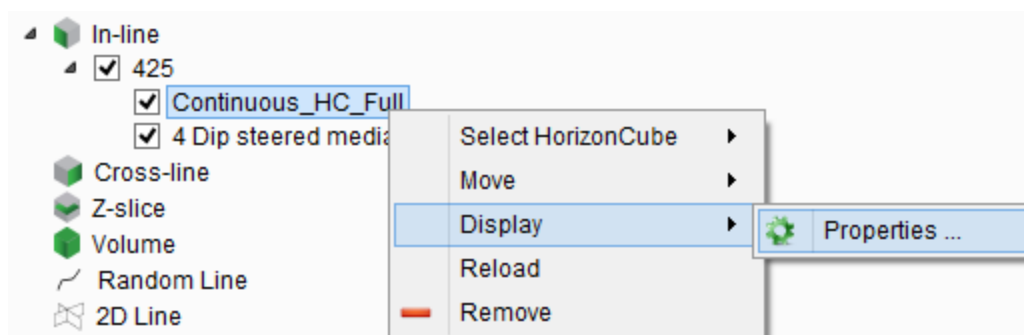 In-line
425
Continuous_HC_Full
4 Dip steered media
Cross-line
Z-slice
Volume
Random Line
2D Line
Select HorizonCube
Move
Display
Reload
Remove
Properties ...